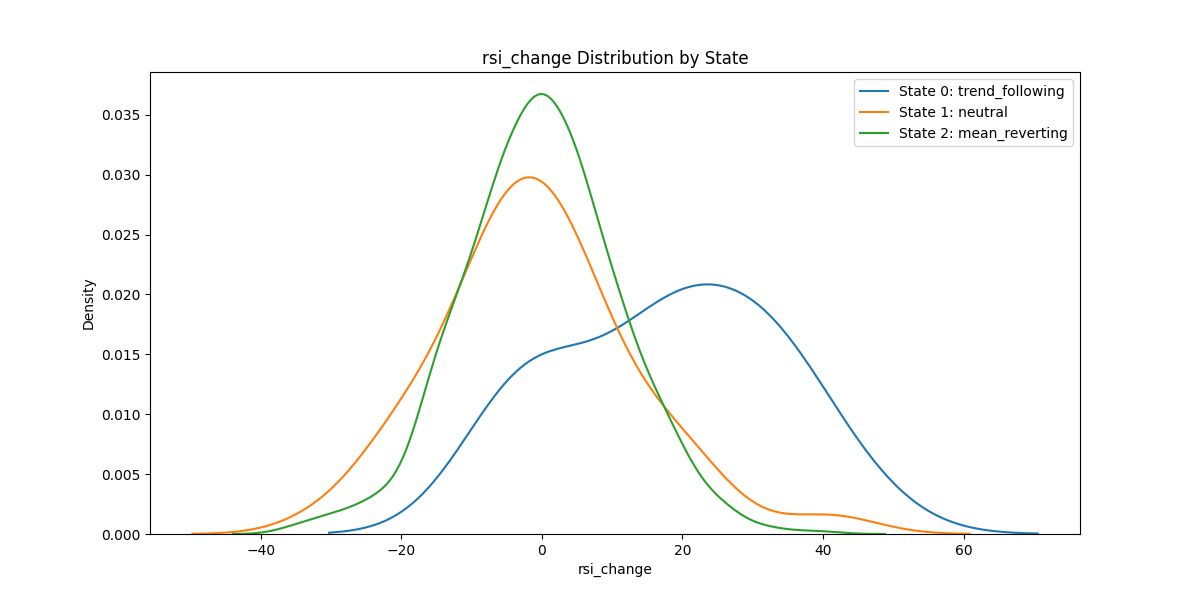 rsi_change Distribution by State
State 0: trend_following
State 1: neutral
State 2: mean_reverting
Density
0.035
0.030
0.025
0.020
0.015
0.010
0.005
0.000
−40
−20
0
20
40
60
rsi_change